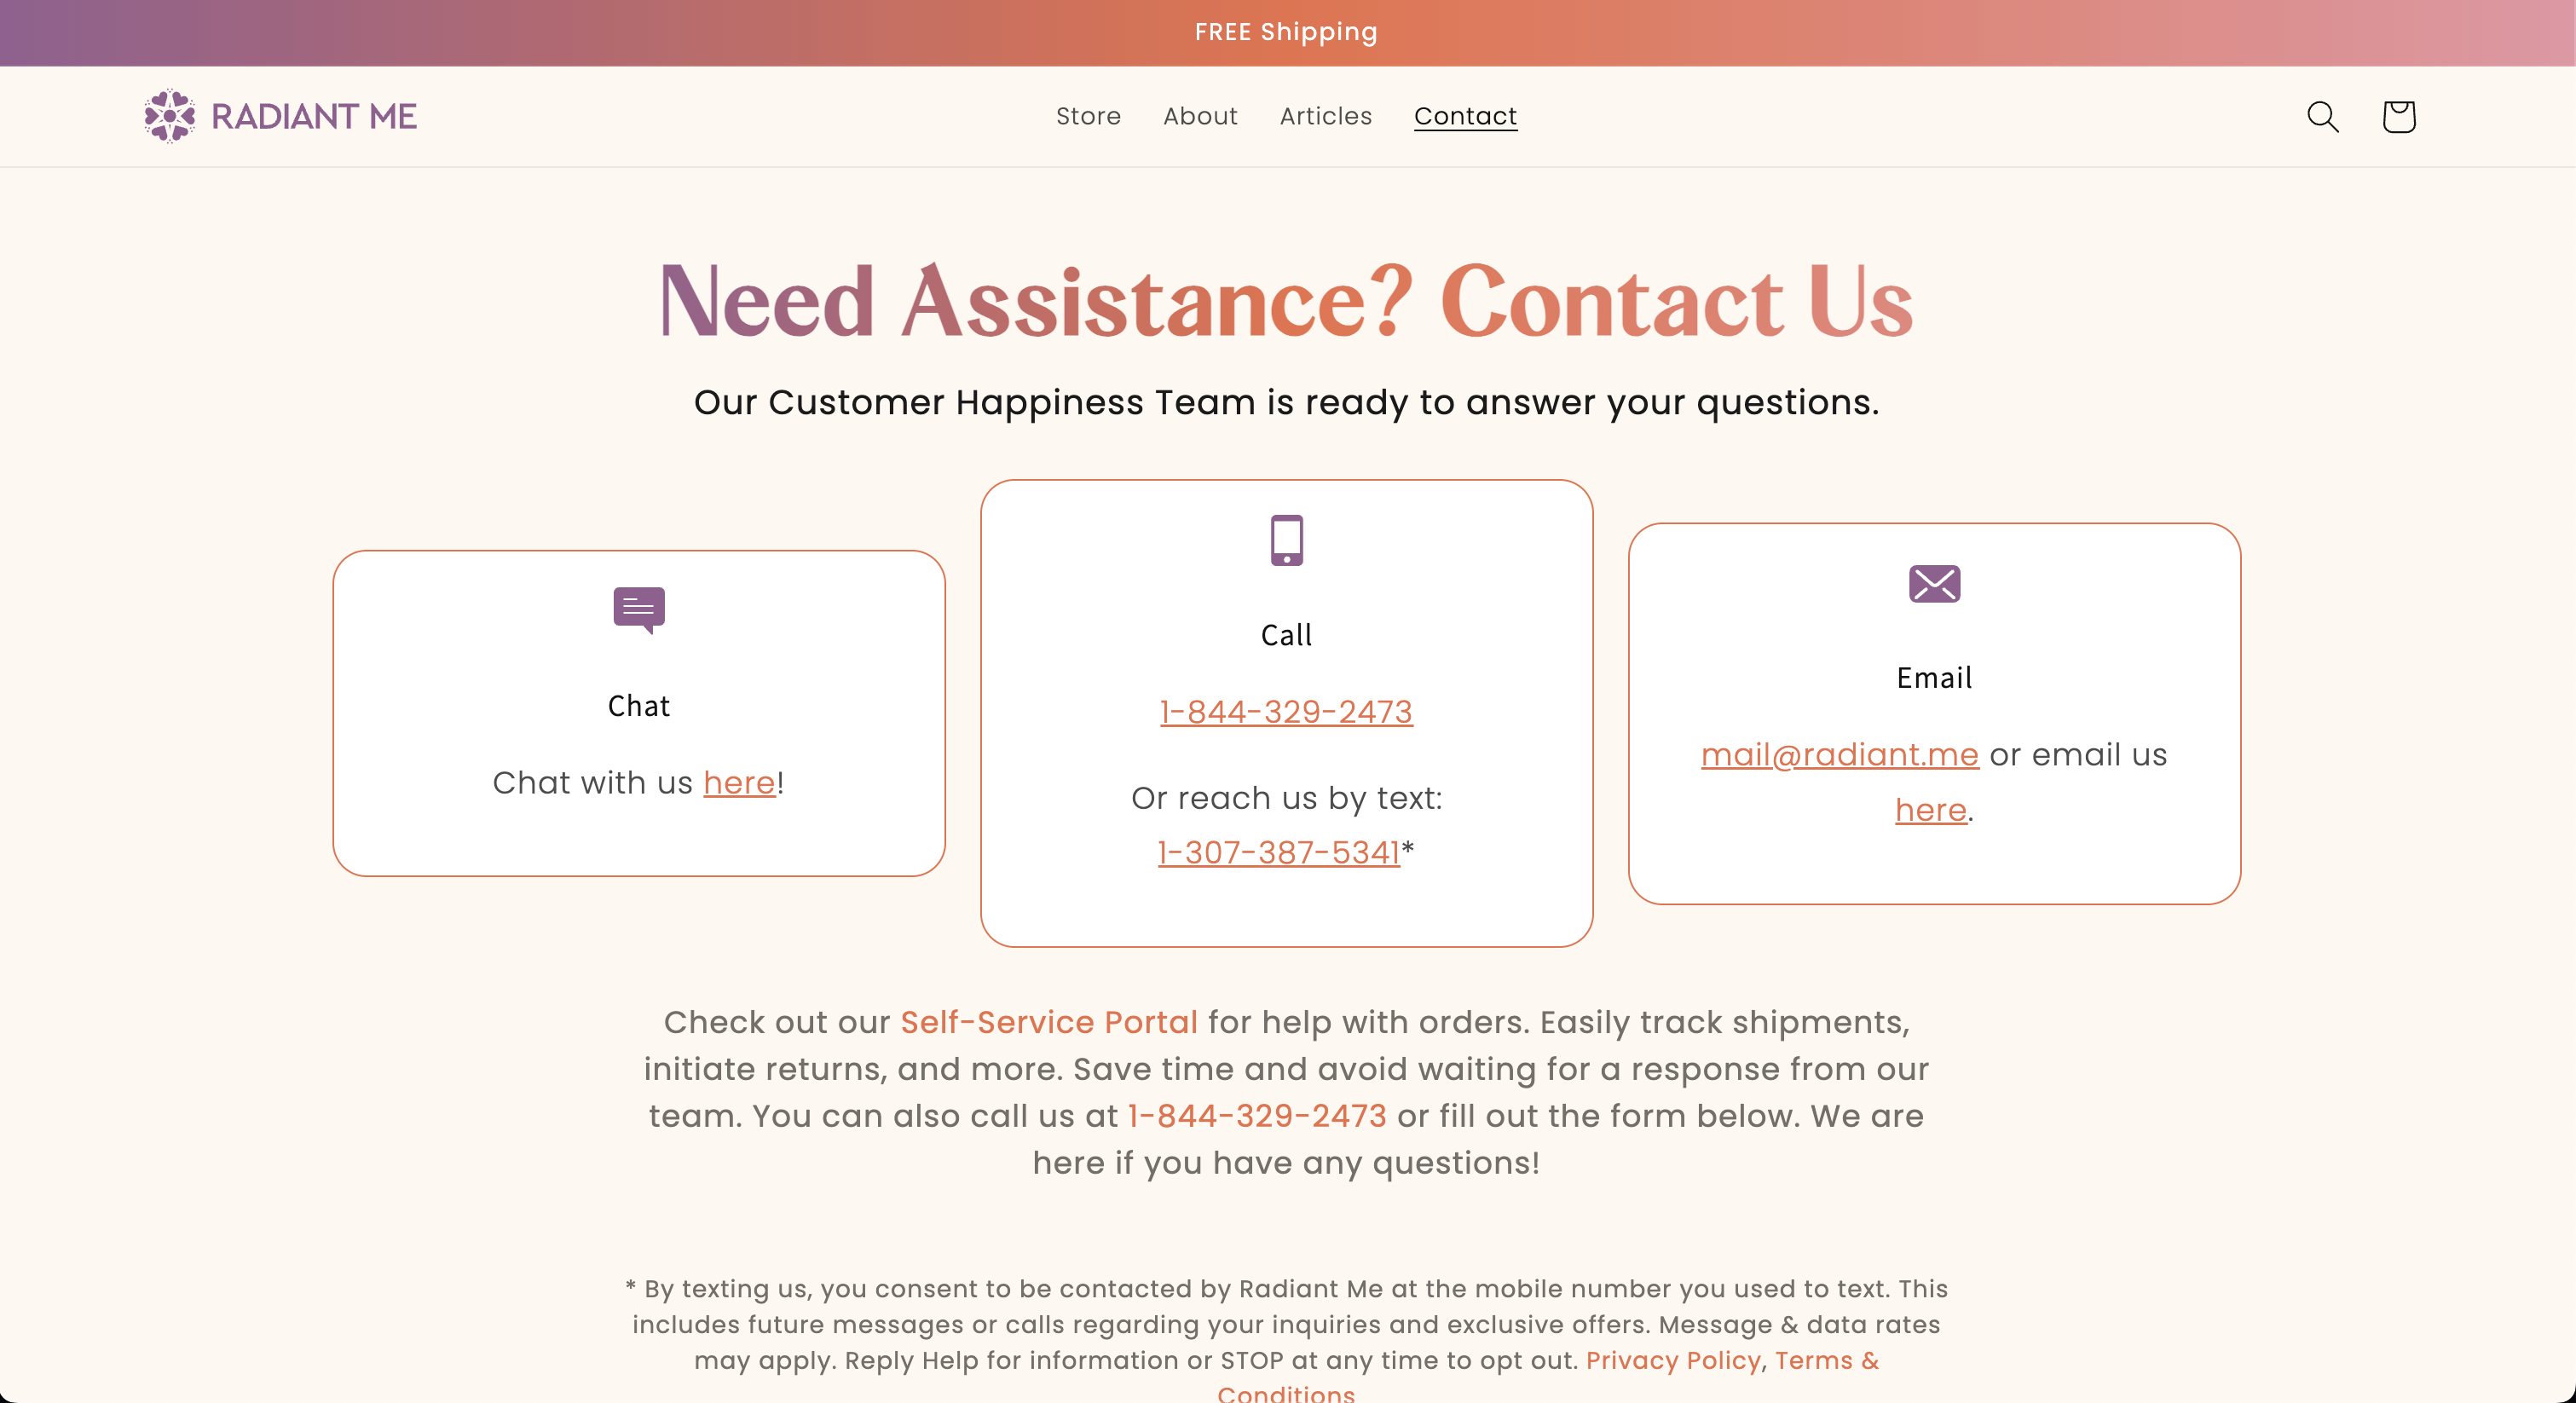 FREE Shipping
RADIANT ME
Store About Articles Contact
Need Assistance? Contact Us
Our Customer Happiness Team is ready to answer your questions.
Chat
Chat with us here!
Call
1-844-329-2473
Or reach us by text:
1-307-387-5341*
Email
mail@radiant.me or email us
here.
Check out our Self-Service Portal for help with orders. Easily track shipments,
initiate returns, and more. Save time and avoid waiting for a response from our
team. You can also call us at 1-844-329-2473 or fill out the form below. We are
here if you have any questions!
* By texting us, you consent to be contacted by Radiant Me at the mobile number you used to text. This
includes future messages or calls regarding your inquiries and exclusive offers. Message & data rates
may apply. Reply Help for information or STOP at any time to opt out. Privacy Policy, Terms &
Conditions